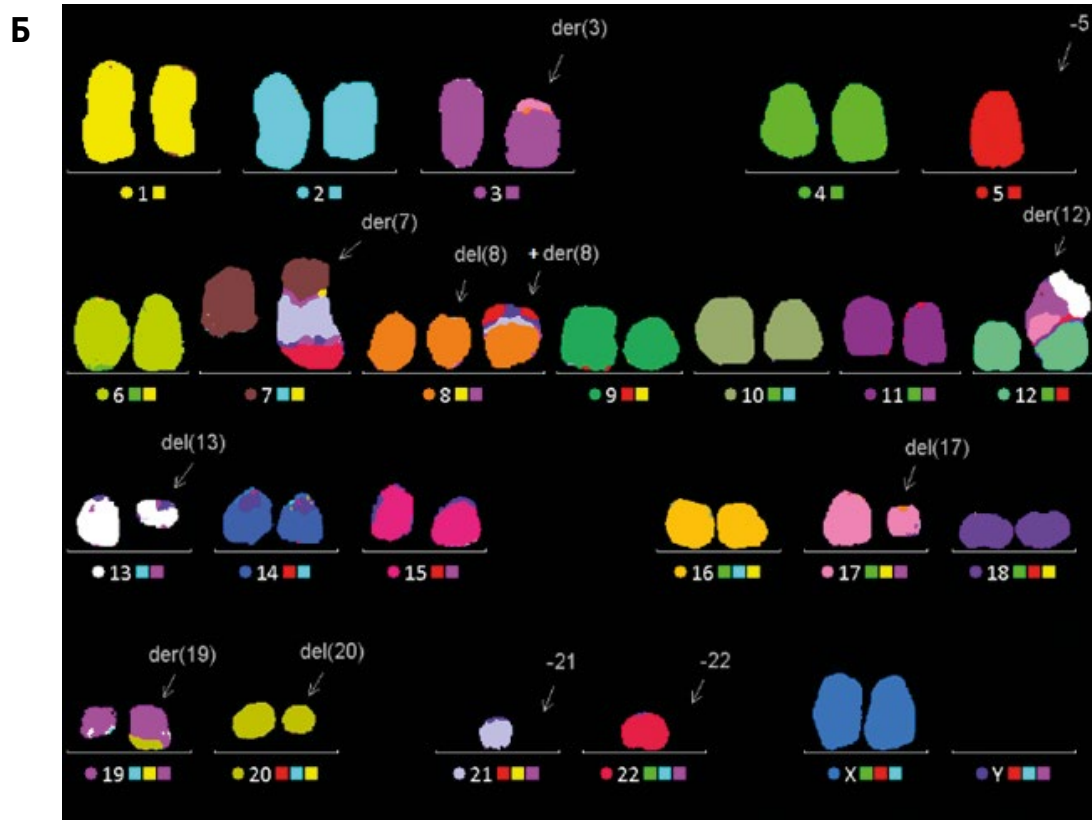 Б
der(3)
-5
1
2
3
4
5
der(7)
del(8)
+ der(8)
der(12)
6
7
8
9
10
11
12
del(13)
del(17)
13
14
15
16
17
18
der(19)
del(20)
-21
-22
19
20
21
22
X
Y